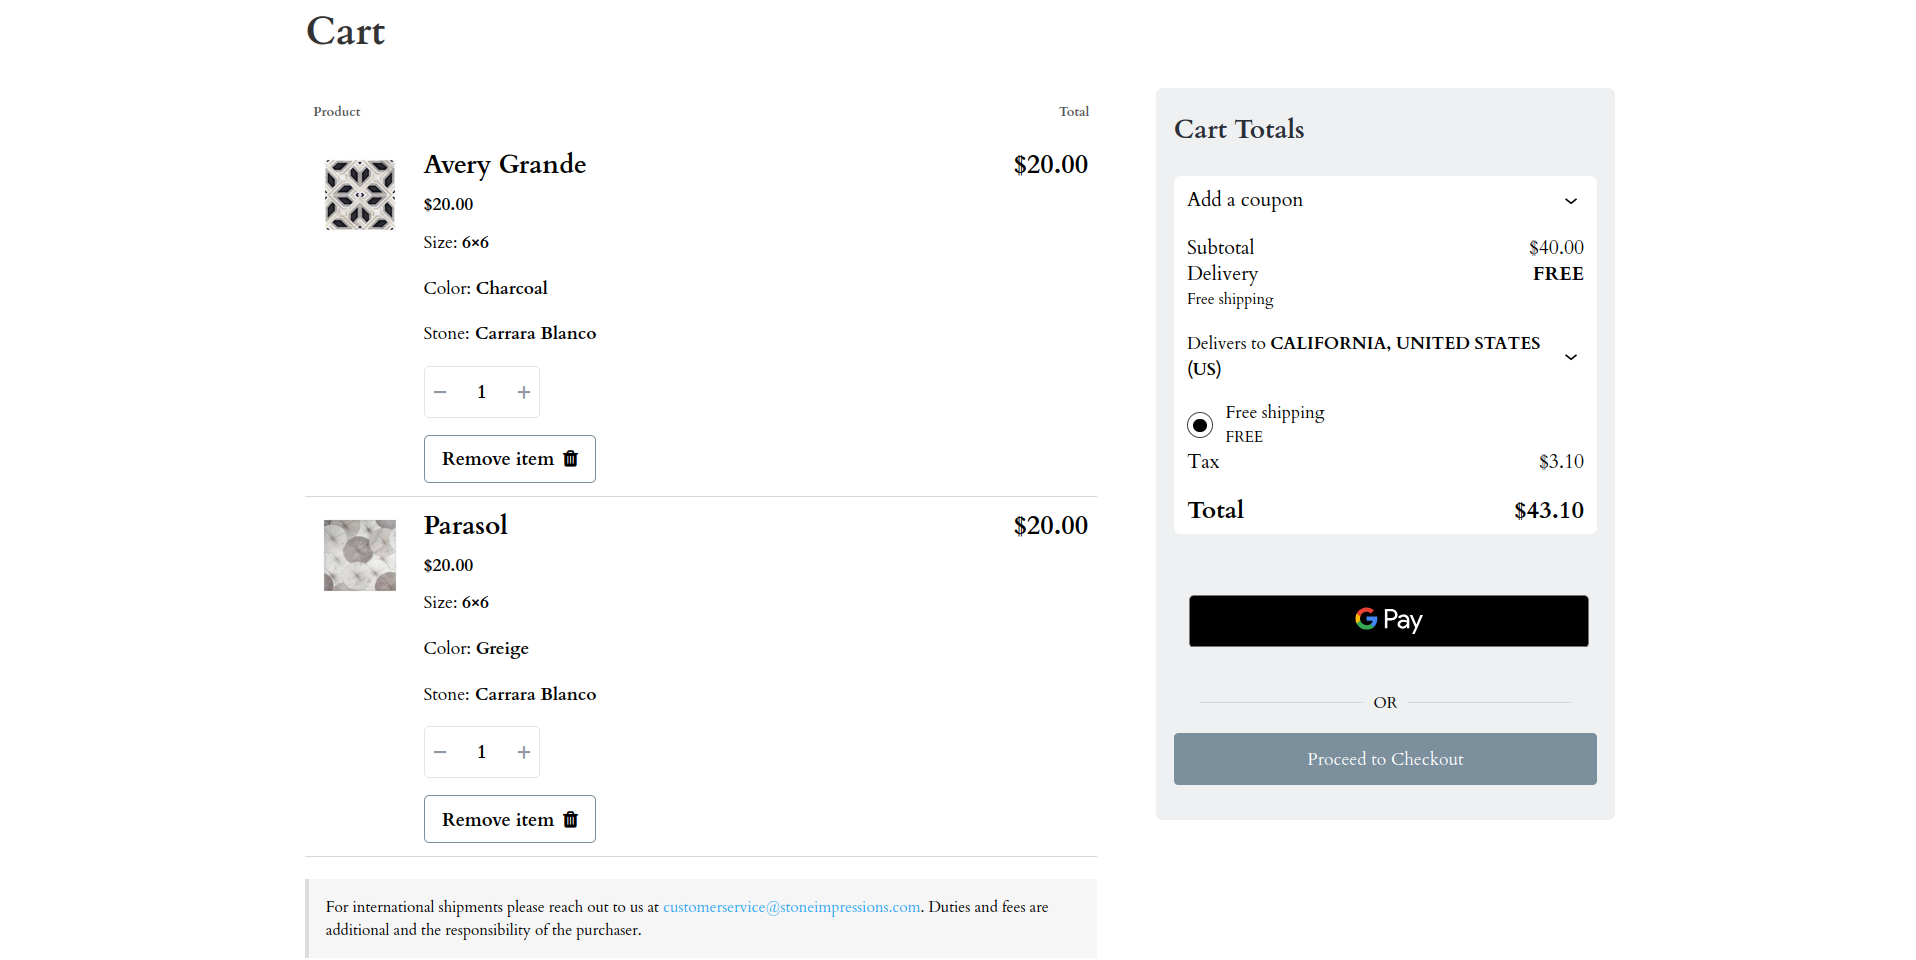 Cart
Product
Total
Avery Grande
$20.00
$20.00
Size: 6×6
Color: Charcoal
Stone: Carrara Blanco
− 1 +
Remove item
Parasol
$20.00
$20.00
Size: 6×6
Color: Greige
Stone: Carrara Blanco
− 1 +
Remove item
For international shipments please reach out to us at customerservice@stoneimpressions.com. Duties and fees are
additional and the responsibility of the purchaser.
Cart Totals
Add a coupon
Subtotal $40.00
Delivery FREE
Free shipping
Delivers to CALIFORNIA, UNITED STATES
(US)
Free shipping
FREE
Tax $3.10
Total $43.10
G Pay
OR
Proceed to Checkout